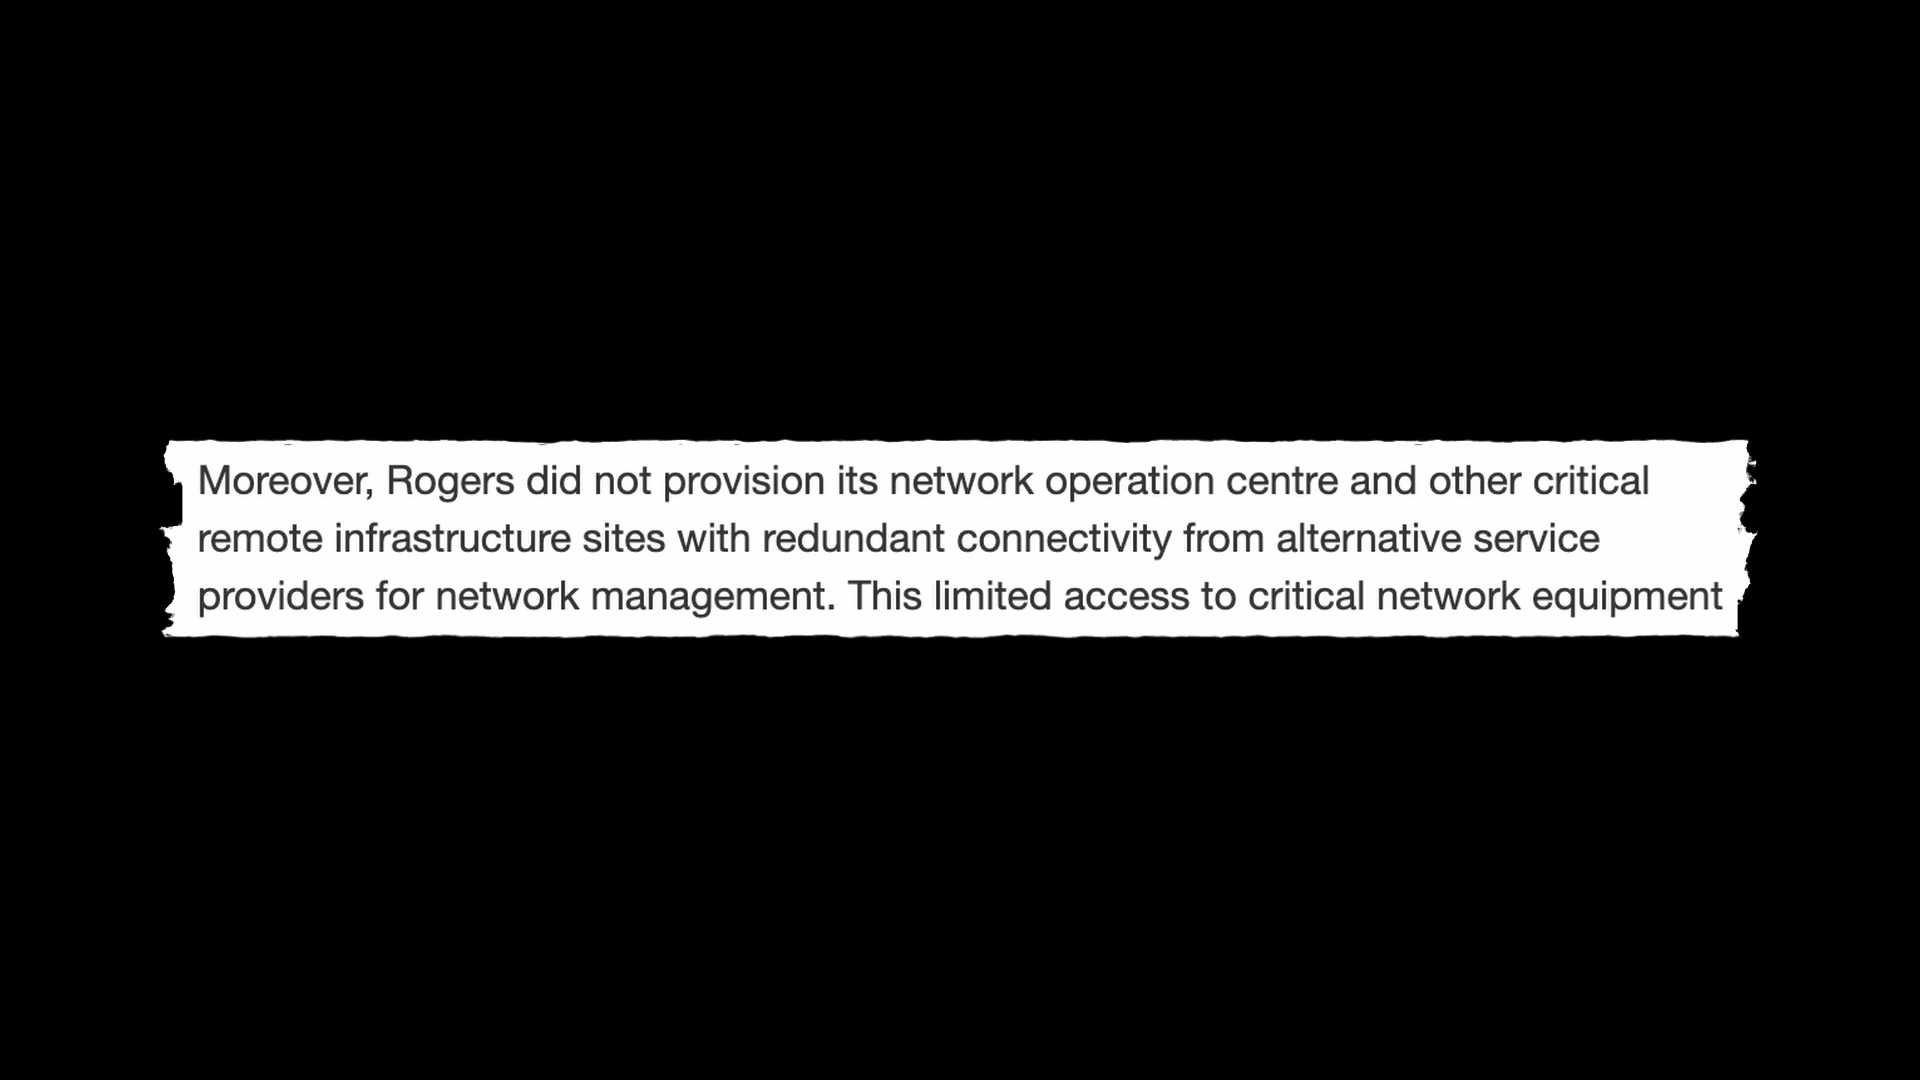 Moreover, Rogers did not provision its network operation centre and other critical
remote infrastructure sites with redundant connectivity from alternative service
providers for network management. This limited access to critical network equipment